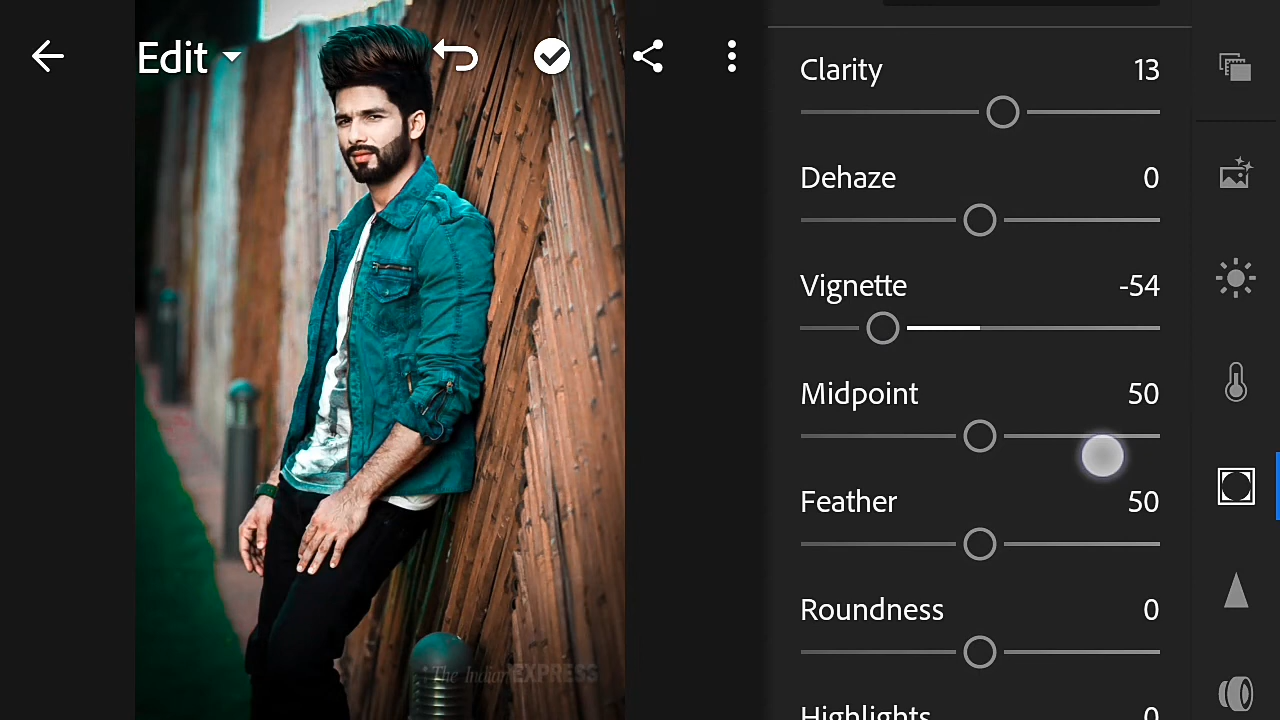 Edit
Clarity 13
Dehaze 0
Vignette -54
Midpoint 50
Feather 50
Roundness 0
Highlights 0
The Indian EXPRESS